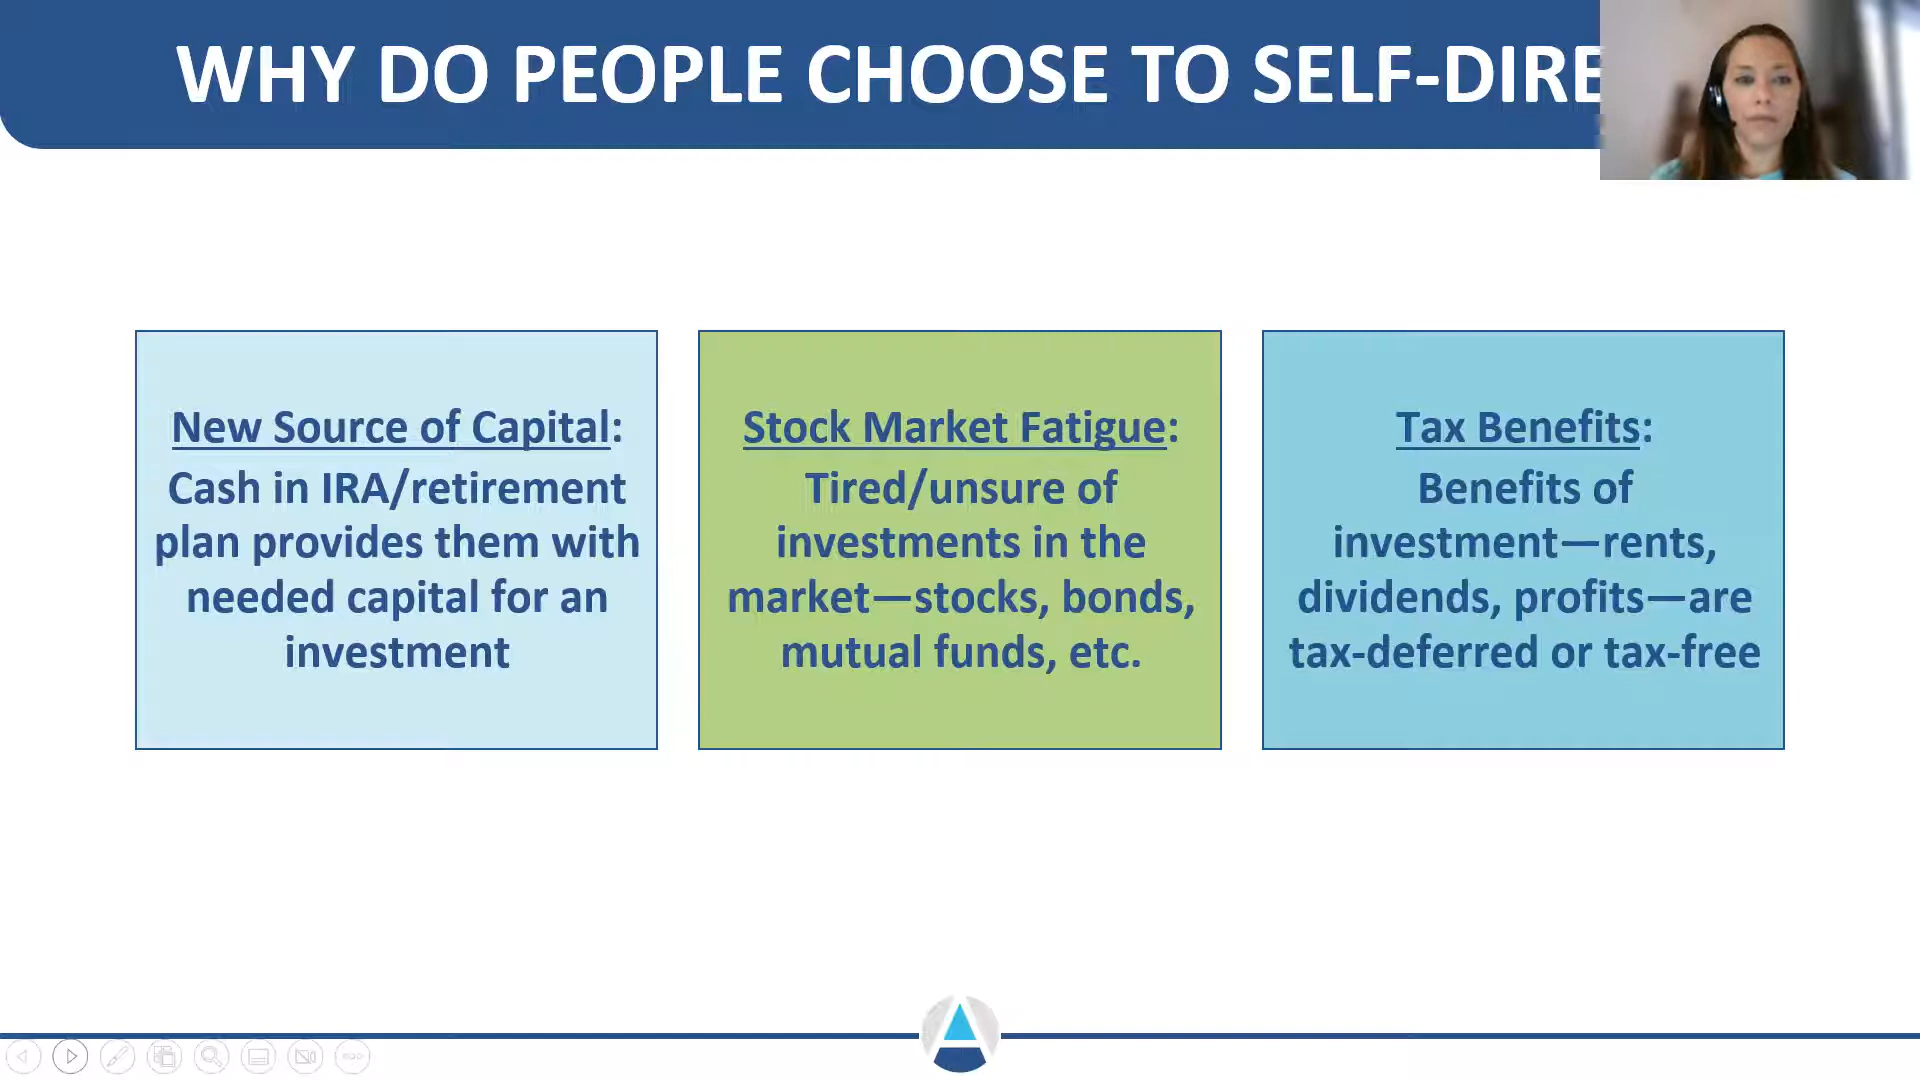 WHY DO PEOPLE CHOOSE TO SELF-DIRE
New Source of Capital:
Cash in IRA/retirement
plan provides them with
needed capital for an
investment
Stock Market Fatigue:
Tired/unsure of
investments in the
market—stocks, bonds,
mutual funds, etc.
Tax Benefits:
Benefits of
investment—rents,
dividends, profits—are
tax-deferred or tax-free